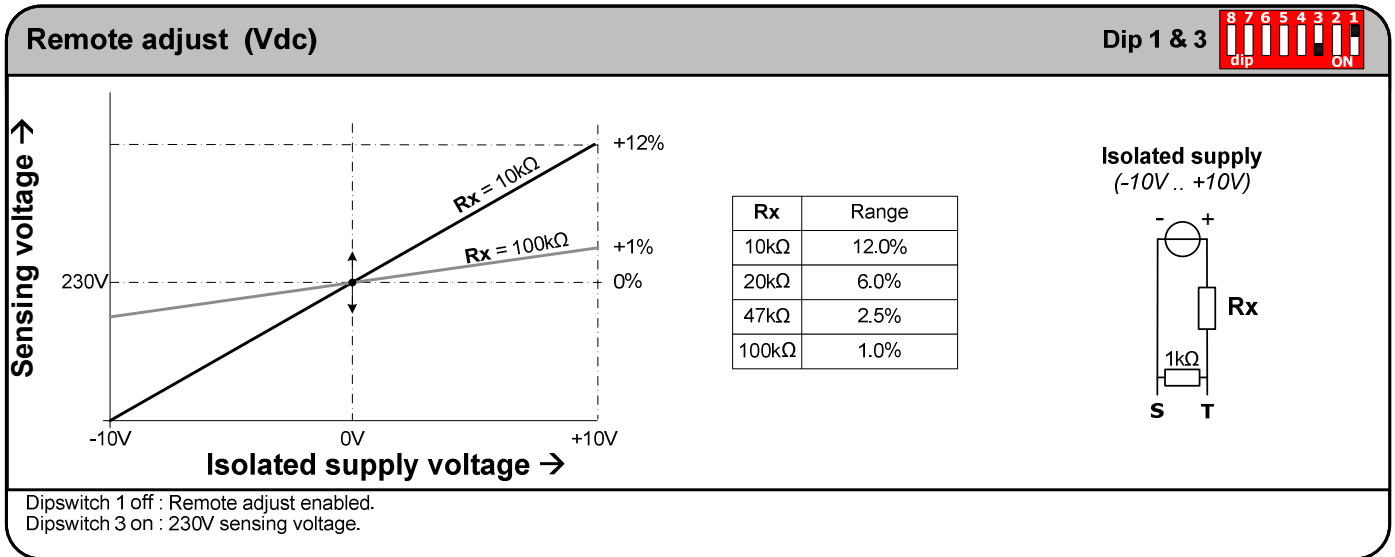 Remote adjust (Vdc)
Dip 1 & 3
8 7 6 5 4 3 2 1
dip ON
Sensing voltage →
230V
Rx = 10kΩ
Rx = 100kΩ
+12%
+1%
0%
-10V 0V +10V
Isolated supply voltage →
Rx Range
10kΩ 12.0%
20kΩ 6.0%
47kΩ 2.5%
100kΩ 1.0%
Isolated supply
(-10V .. +10V)
- +
Rx
1kΩ
S T
Dipswitch 1 off : Remote adjust enabled.
Dipswitch 3 on : 230V sensing voltage.